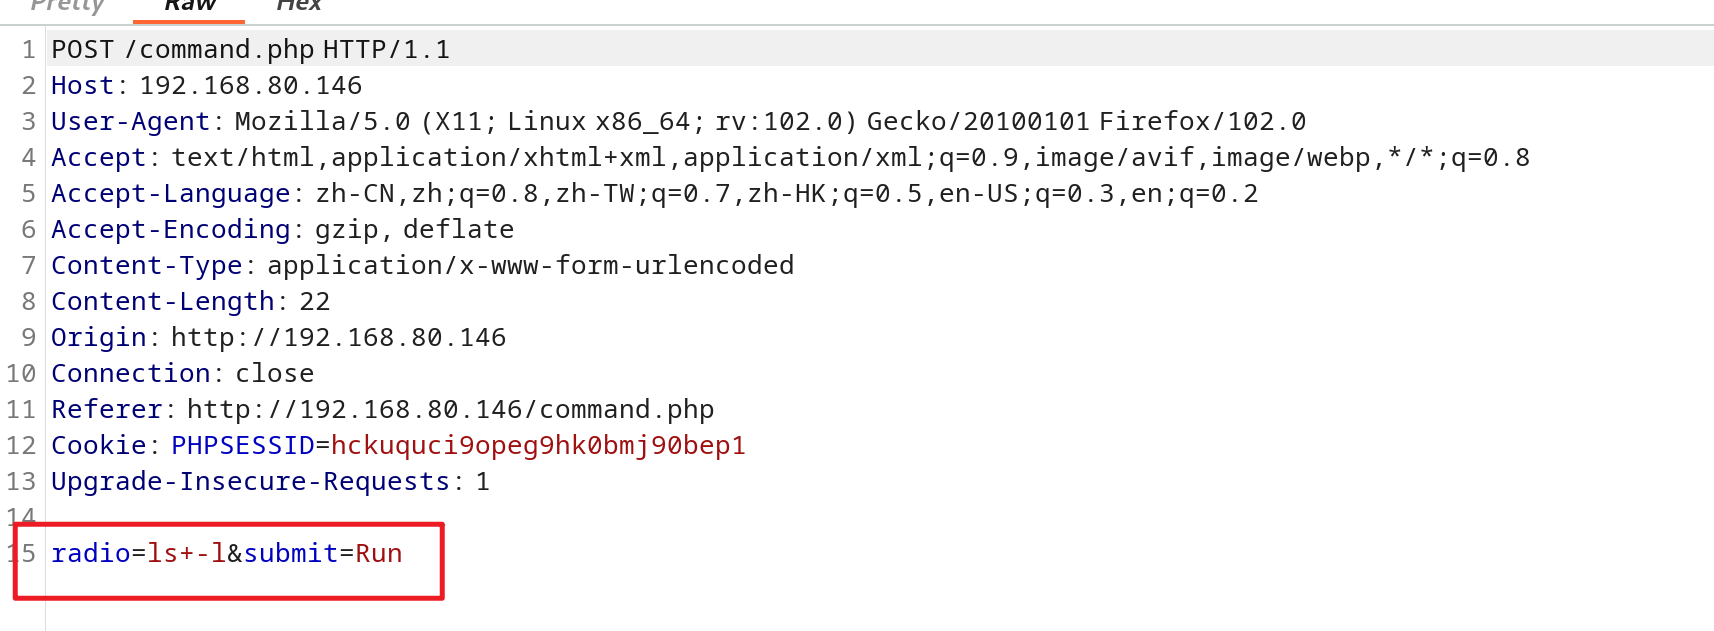 Pretty Raw Hex
1 POST /command.php HTTP/1.1
2 Host: 192.168.80.146
3 User-Agent: Mozilla/5.0 (X11; Linux x86_64; rv:102.0) Gecko/20100101 Firefox/102.0
4 Accept: text/html,application/xhtml+xml,application/xml;q=0.9,image/avif,image/webp,*/*;q=0.8
5 Accept-Language: zh-CN,zh;q=0.8,zh-TW;q=0.7,zh-HK;q=0.5,en-US;q=0.3,en;q=0.2
6 Accept-Encoding: gzip, deflate
7 Content-Type: application/x-www-form-urlencoded
8 Content-Length: 22
9 Origin: http://192.168.80.146
10 Connection: close
11 Referer: http://192.168.80.146/command.php
12 Cookie: PHPSESSID=hckuquci9opeg9hk0bmj90bep1
13 Upgrade-Insecure-Requests: 1
14
15 radio=ls+-l&submit=Run